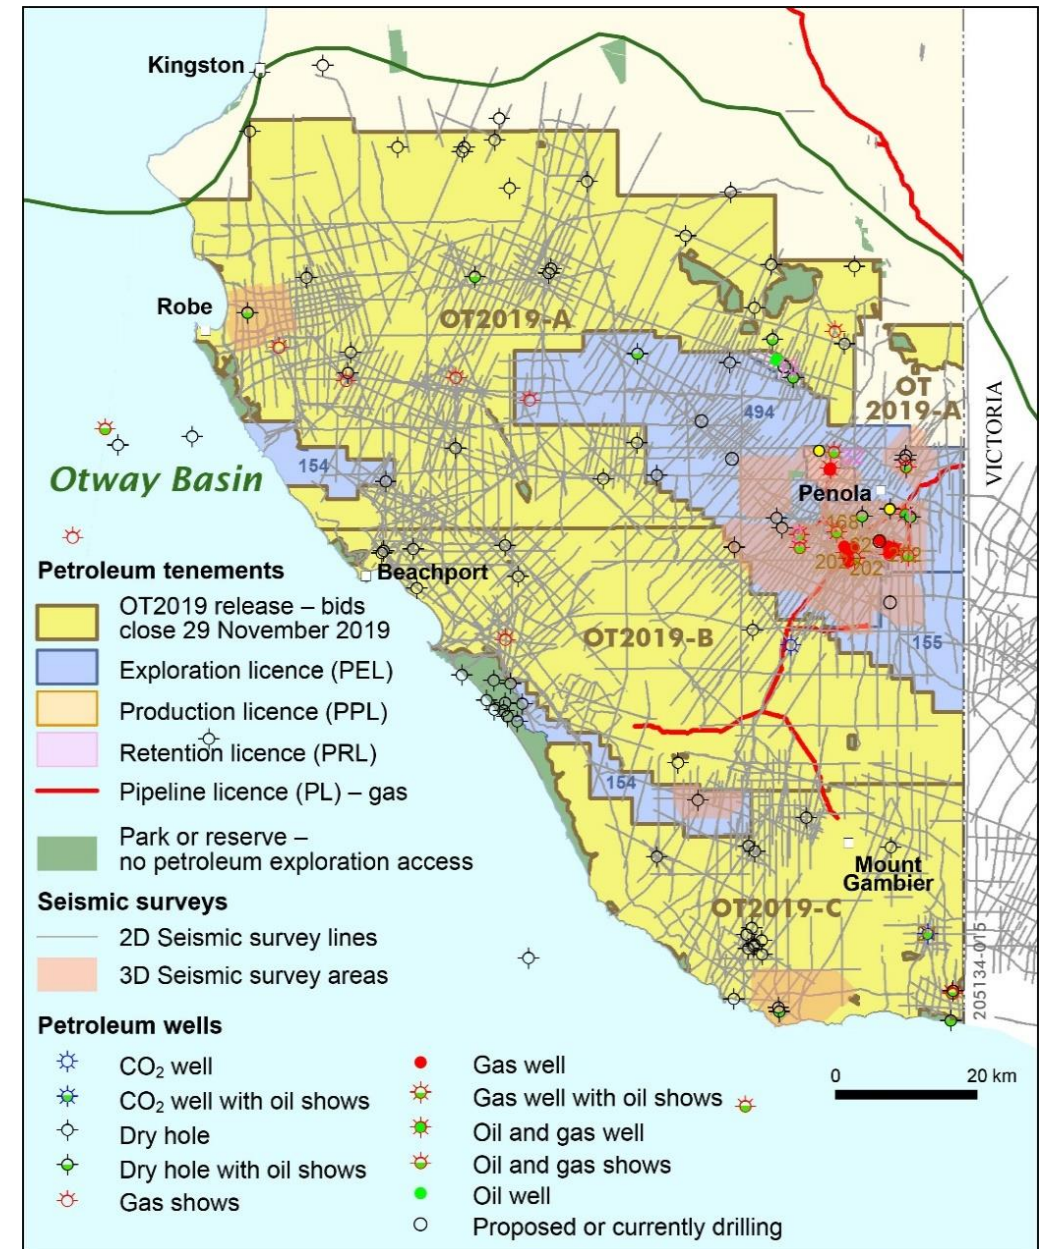 Kingston
Robe
OT2019-A
OT
2019-A
494
VICTORIA
154
Otway Basin
Penola
168
202
Beachport
OT2019-B
155
154
Mount
Gambier
OT2019-C
205134-015
Petroleum tenements
OT2019 release – bids
close 29 November 2019
Exploration licence (PEL)
Production licence (PPL)
Retention licence (PRL)
Pipeline licence (PL) – gas
Park or reserve –
no petroleum exploration access
Seismic surveys
2D Seismic survey lines
3D Seismic survey areas
Petroleum wells
CO₂ well
CO₂ well with oil shows
Dry hole
Dry hole with oil shows
Gas shows
Gas well
Gas well with oil shows
Oil and gas well
Oil and gas shows
Oil well
Proposed or currently drilling
0 20 km